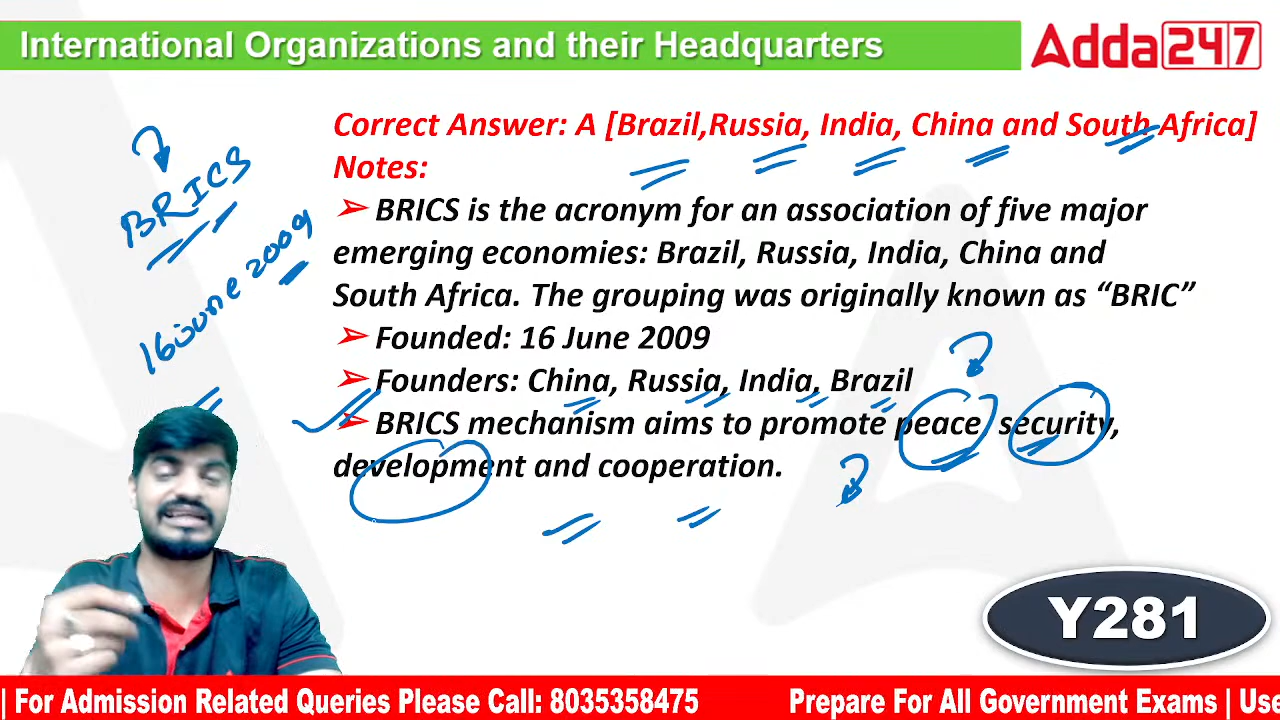 International Organizations and their Headquarters
Adda247
Correct Answer: A [Brazil,Russia, India, China and South Africa]
Notes:
➢ BRICS is the acronym for an association of five major
emerging economies: Brazil, Russia, India, China and
South Africa. The grouping was originally known as “BRIC”
➢ Founded: 16 June 2009
➢ Founders: China, Russia, India, Brazil
➢ BRICS mechanism aims to promote peace, security,
development and cooperation.
BRICS
16 June 2009
Y281
| For Admission Related Queries Please Call: 8035358475 Prepare For All Government Exams | Use